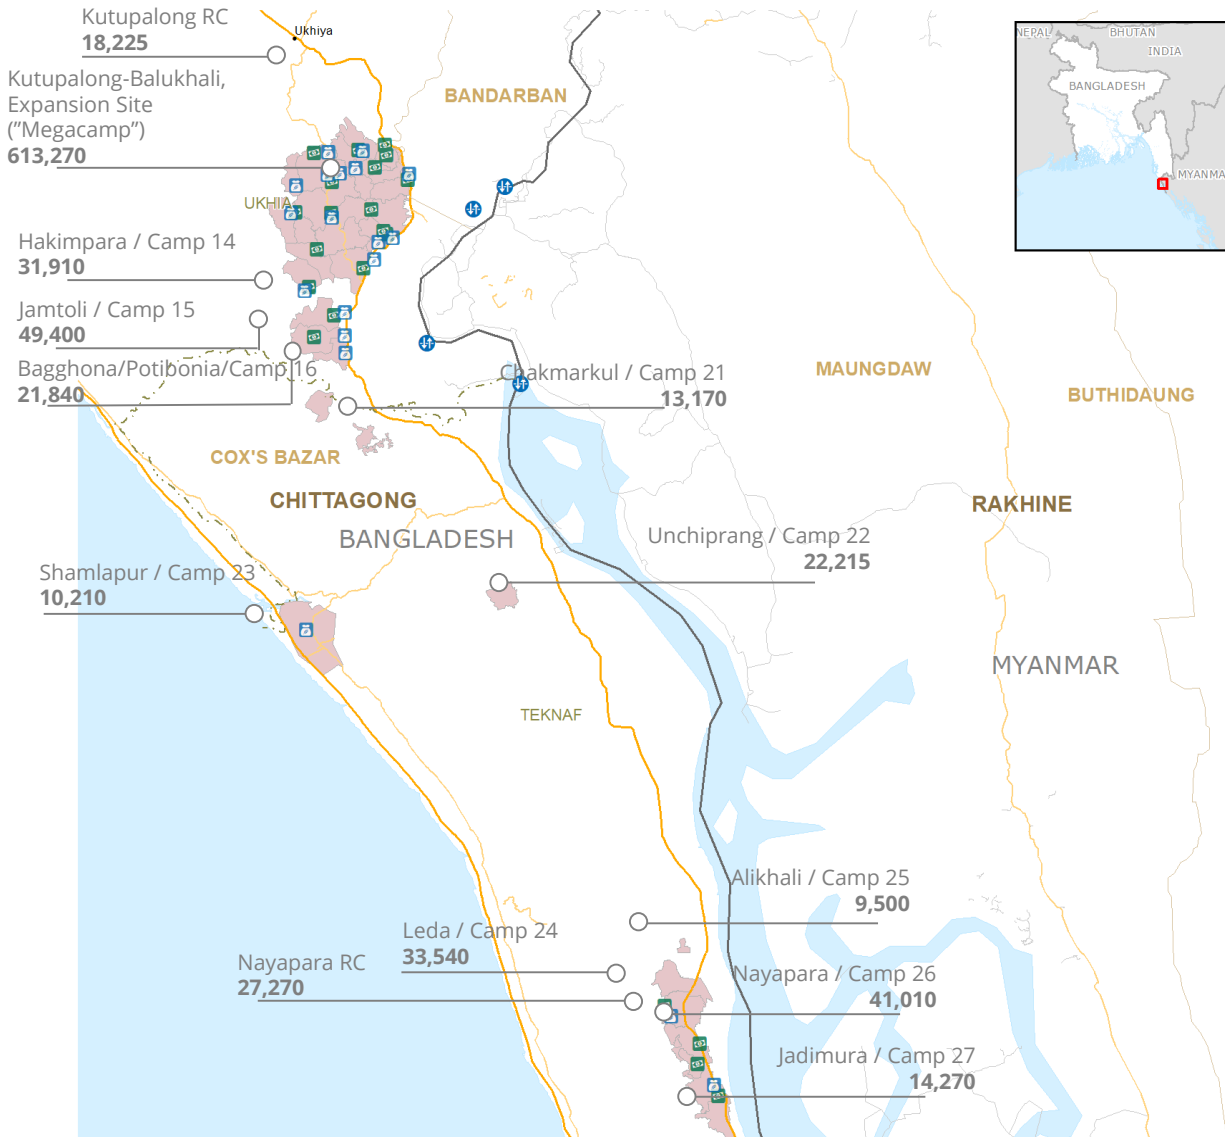 Kutupalong RC
18,225
Ukhiya
Kutupalong-Balukhali,
Expansion Site
("Megacamp")
613,270
BANDARBAN
NEPAL
BHUTAN
INDIA
BANGLADESH
MYANMA
UKHIA
Hakimpara / Camp 14
31,910
Jamtoli / Camp 15
49,400
Bagghona/Potibonia/Camp 16
21,840
Chakmarkul / Camp 21
13,170
MAUNGDAW
BUTHIDAUNG
COX'S BAZAR
CHITTAGONG
BANGLADESH
RAKHINE
Unchiprang / Camp 22
22,215
Shamlapur / Camp 23
10,210
MYANMAR
TEKNAF
Alikhali / Camp 25
9,500
Leda / Camp 24
33,540
Nayapara RC
27,270
Nayapara / Camp 26
41,010
Jadimura / Camp 27
14,270